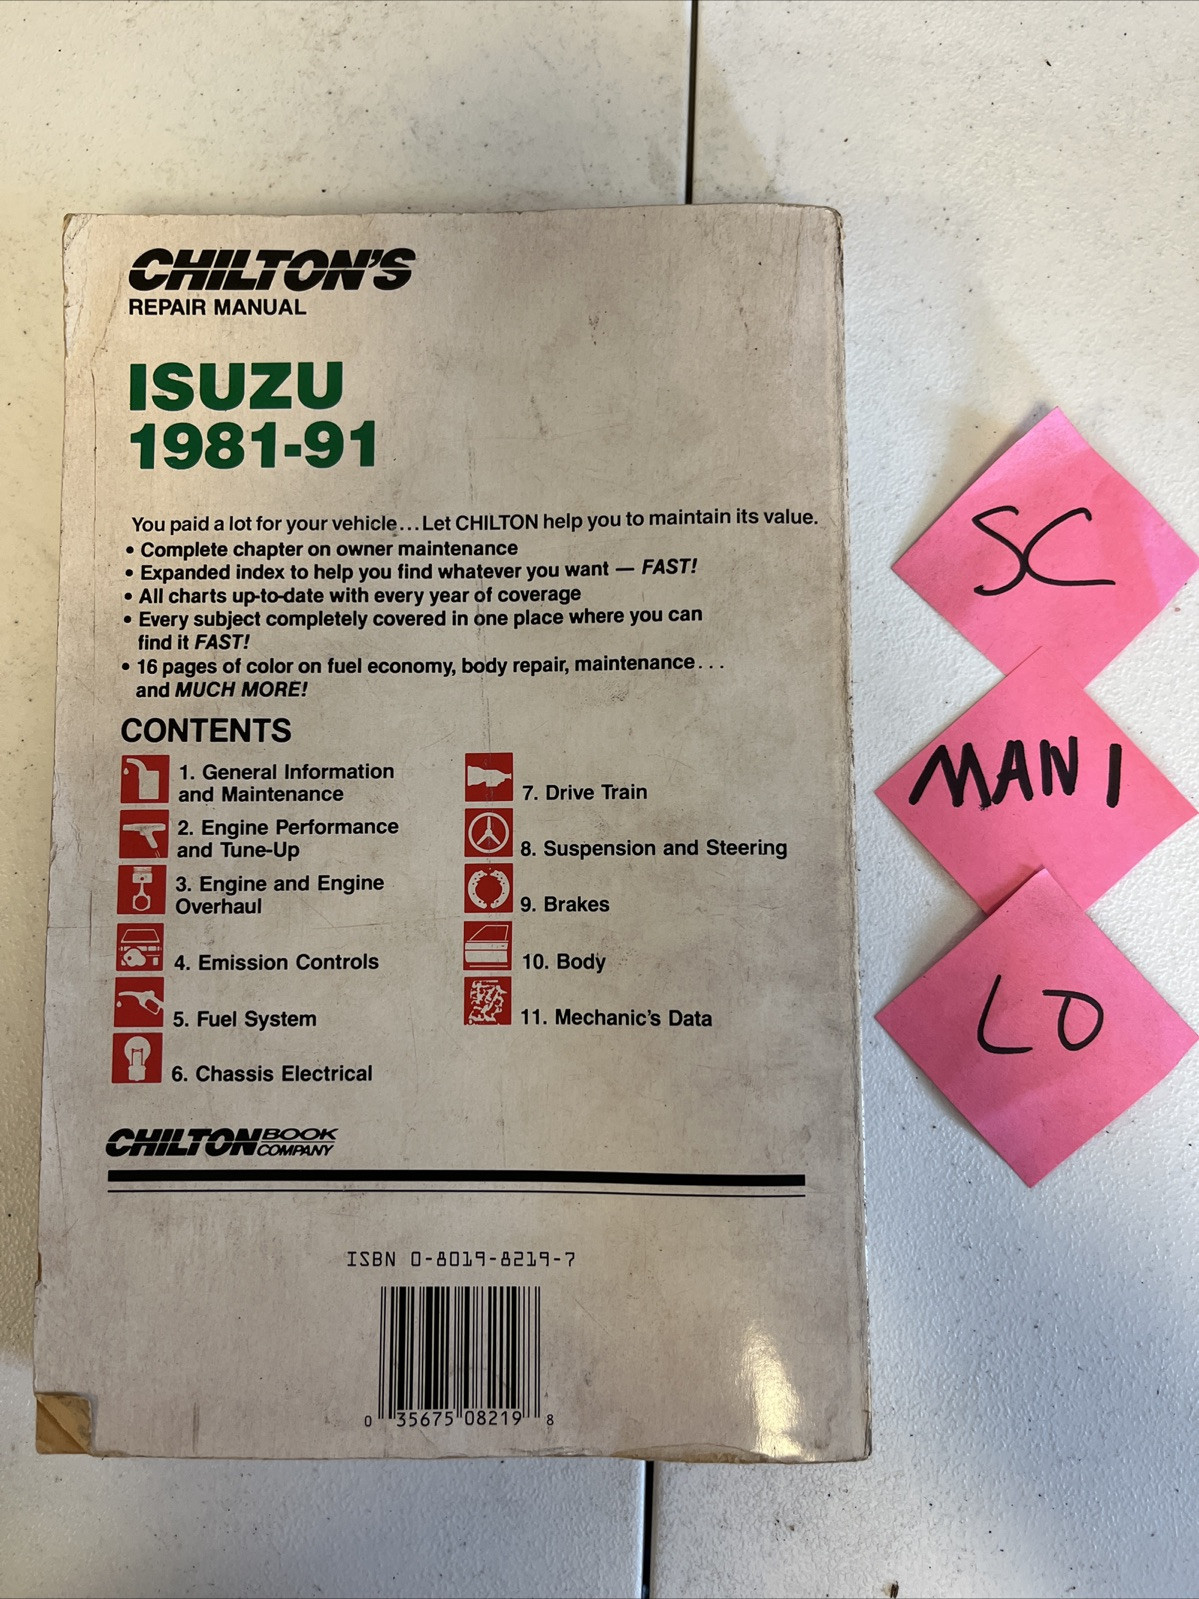 CHILTON'S
REPAIR MANUAL
ISUZU
1981-91
You paid a lot for your vehicle...Let CHILTON help you to maintain its value.
• Complete chapter on owner maintenance
• Expanded index to help you find whatever you want — FAST!
• All charts up-to-date with every year of coverage
• Every subject completely covered in one place where you can
find it FAST!
• 16 pages of color on fuel economy, body repair, maintenance...
and MUCH MORE!
CONTENTS
1. General Information
and Maintenance
2. Engine Performance
and Tune-Up
3. Engine and Engine
Overhaul
4. Emission Controls
5. Fuel System
6. Chassis Electrical
7. Drive Train
8. Suspension and Steering
9. Brakes
10. Body
11. Mechanic's Data
CHILTON BOOK
COMPANY
ISBN 0-8019-8219-7
A
0 35675 08219 8
SC
MAN1
LO